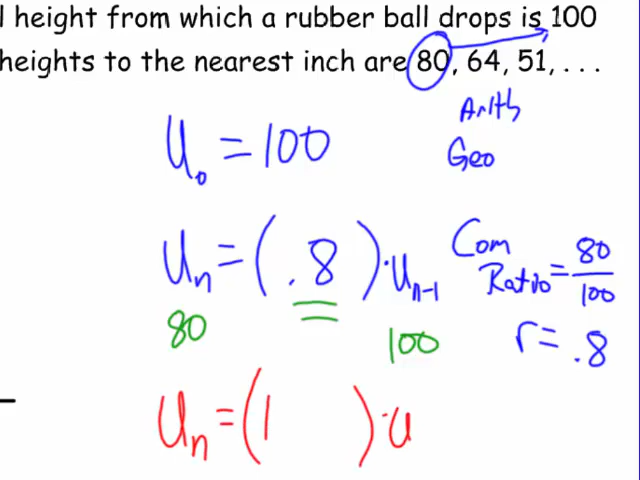 l height from which a rubber ball drops is 100
heights to the nearest inch are 80, 64, 51, . . .
Arith
Geo
U₀ = 100
Uₙ = ( .8 ) · Uₙ₋₁
Com
Ratio = 80/100
80
100
r = .8
Uₙ = (1 ) · U